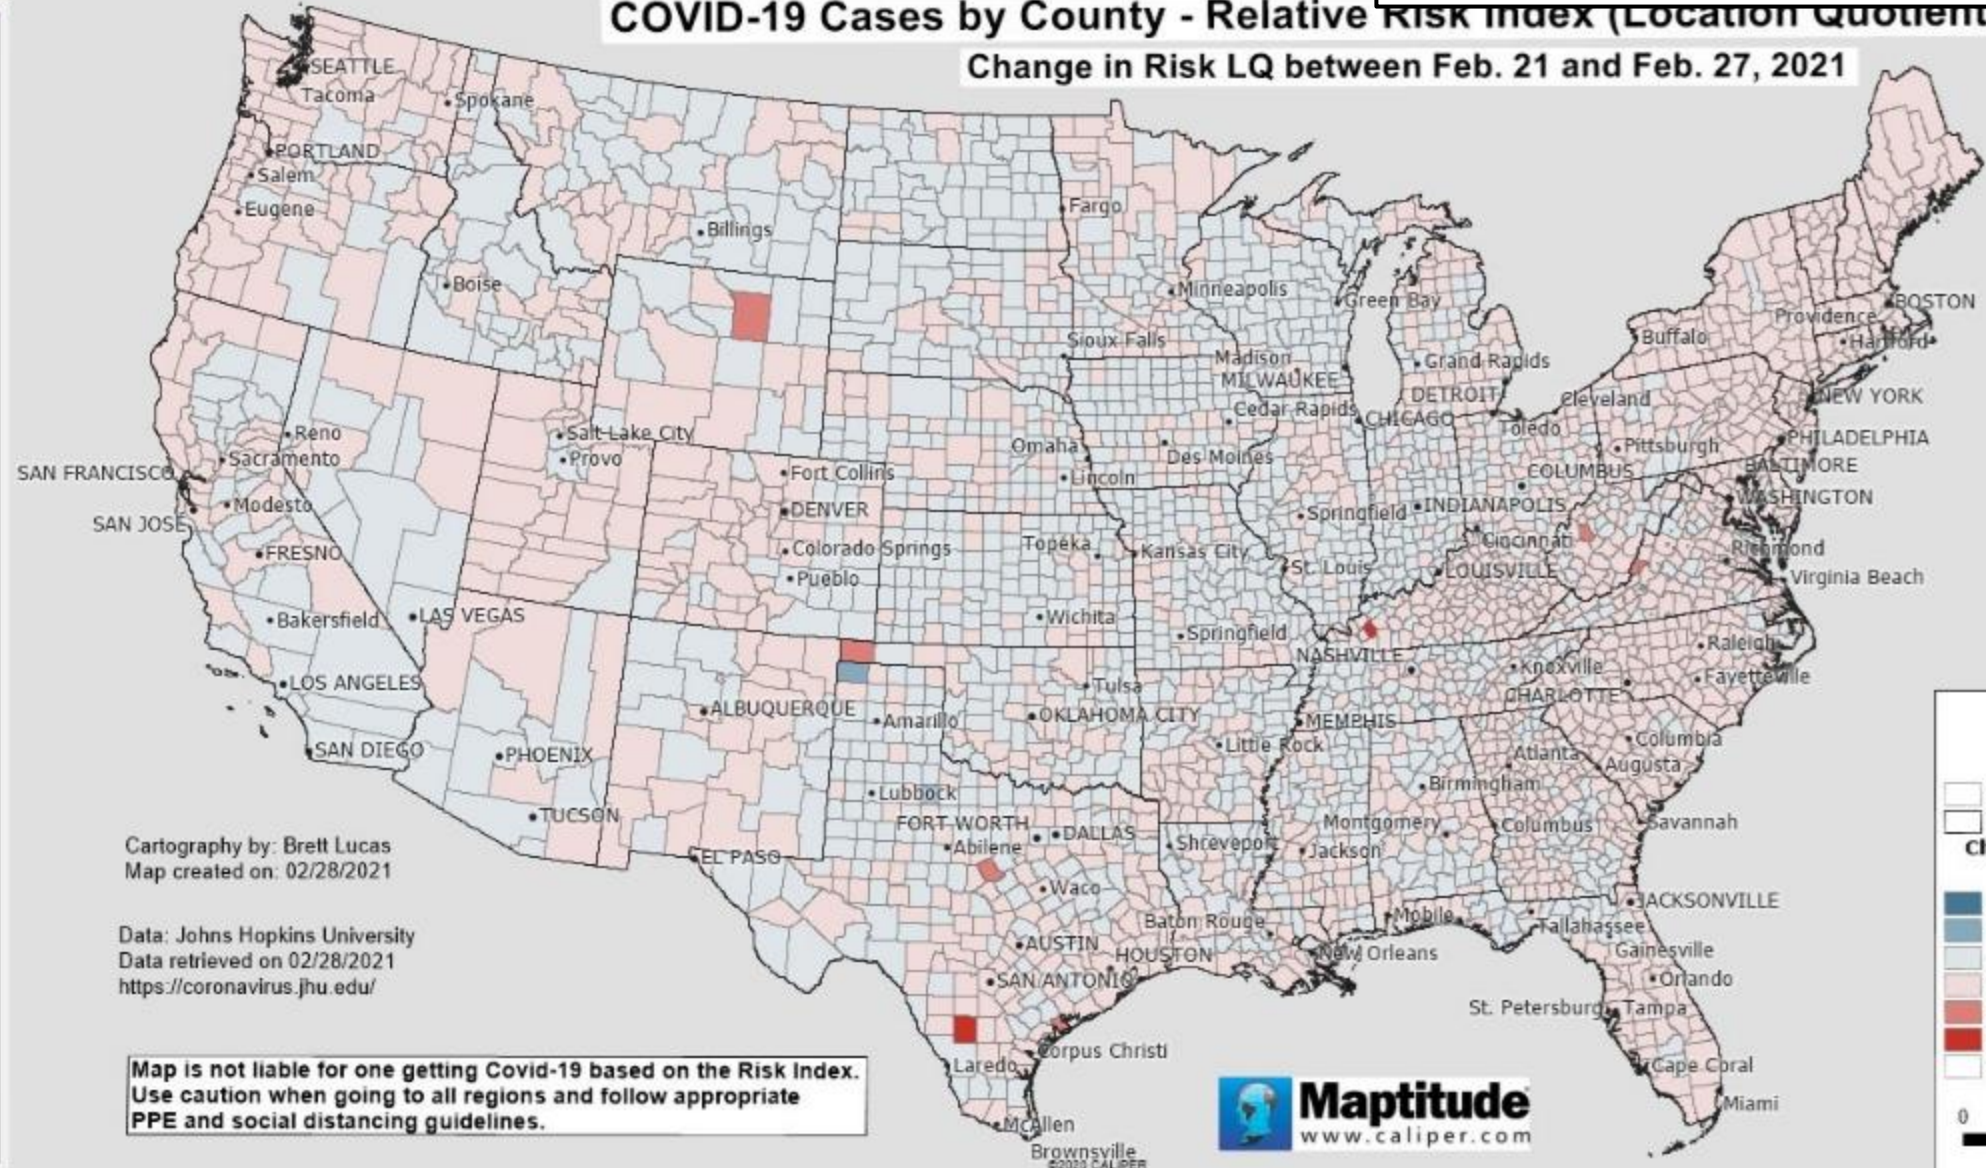 COVID-19 Cases by County - Relative Risk Index (Location Quotient
Change in Risk LQ between Feb. 21 and Feb. 27, 2021
SEATTLE
Tacoma
Spokane
PORTLAND
Salem
Eugene
Billings
Fargo
Boise
Minneapolis
Green Bay
BOSTON
Providence
Hartford
Buffalo
Sioux Falls
Madison
Grand Rapids
MILWAUKEE
DETROIT
Cleveland
NEW YORK
Cedar Rapids
CHICAGO
Toledo
Reno
Salt Lake City
Omaha
Pittsburgh
PHILADELPHIA
Sacramento
Provo
Des Moines
BALTIMORE
SAN FRANCISCO
Fort Collins
Lincoln
COLUMBUS
WASHINGTON
Modesto
DENVER
Springfield
INDIANAPOLIS
SAN JOSE
FRESNO
Colorado Springs
Topeka
Kansas City
Cincinnati
Richmond
Pueblo
St. Louis
LOUISVILLE
Virginia Beach
Bakersfield
LAS VEGAS
Wichita
Springfield
Raleigh
NASHVILLE
Knoxville
Fayetteville
LOS ANGELES
Tulsa
CHARLOTTE
ALBUQUERQUE
Amarillo
OKLAHOMA CITY
MEMPHIS
SAN DIEGO
PHOENIX
Little Rock
Atlanta
Columbia
Augusta
Lubbock
Birmingham
TUCSON
FORT WORTH
DALLAS
Montgomery
Columbus
Savannah
EL PASO
Abilene
Shreveport
Jackson
Waco
JACKSONVILLE
Baton Rouge
Mobile
Tallahassee
AUSTIN
HOUSTON
New Orleans
Gainesville
SAN ANTONIO
Orlando
St. Petersburg
Tampa
Corpus Christi
Laredo
Cape Coral
Miami
McAllen
Brownsville
©2020 CALIPER
Cartography by: Brett Lucas
Map created on: 02/28/2021
Data: Johns Hopkins University
Data retrieved on 02/28/2021
https://coronavirus.jhu.edu/
Map is not liable for one getting Covid-19 based on the Risk Index.
Use caution when going to all regions and follow appropriate
PPE and social distancing guidelines.
Maptitude
www.caliper.com
0